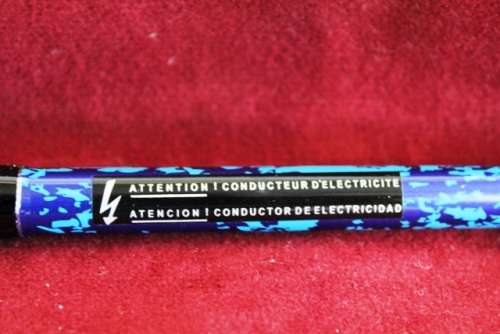 ATTENTION ! CONDUCTEUR D'ELECTRICITE
ATENCION ! CONDUCTOR DE ELECTRICIDAD